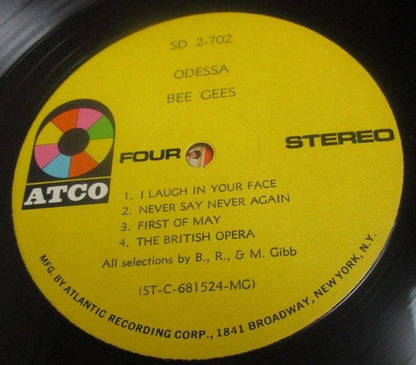 SD 2-702
ODESSA
BEE GEES
ATCO
FOUR
STEREO
1. I LAUGH IN YOUR FACE
2. NEVER SAY NEVER AGAIN
3. FIRST OF MAY
4. THE BRITISH OPERA
All selections by B., R., & M. Gibb
(ST-C-681524-MG)
MFG. BY ATLANTIC RECORDING CORP., 1841 BROADWAY, NEW YORK, N.Y.